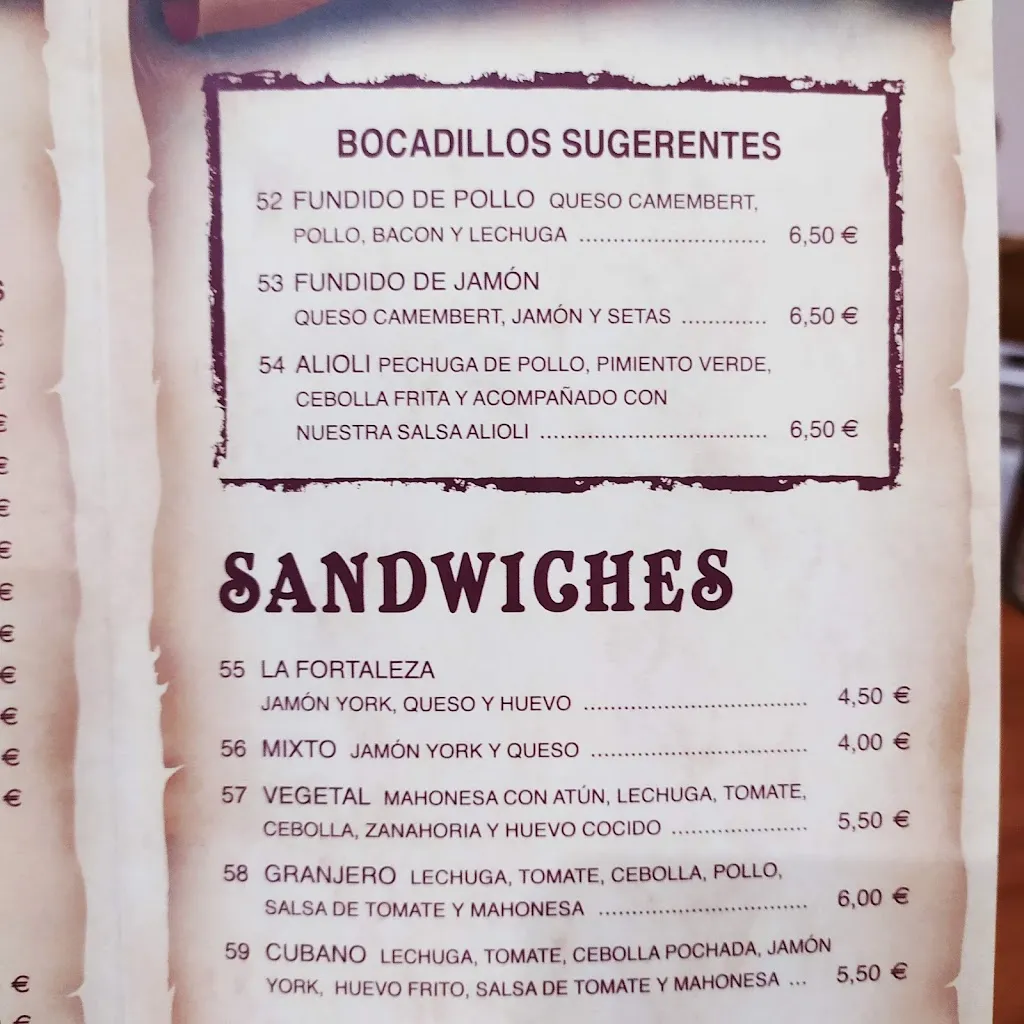 BOCADILLOS SUGERENTES
52 FUNDIDO DE POLLO QUESO CAMEMBERT,
POLLO, BACON Y LECHUGA ............................ 6,50 €
53 FUNDIDO DE JAMÓN
QUESO CAMEMBERT, JAMÓN Y SETAS ............. 6,50 €
54 ALIOLI PECHUGA DE POLLO, PIMIENTO VERDE,
CEBOLLA FRITA Y ACOMPAÑADO CON
NUESTRA SALSA ALIOLI .................................. 6,50 €
SANDWICHES
55 LA FORTALEZA
JAMÓN YORK, QUESO Y HUEVO .................................. 4,50 €
56 MIXTO JAMÓN YORK Y QUESO ................................. 4,00 €
57 VEGETAL MAHONESA CON ATÚN, LECHUGA, TOMATE,
CEBOLLA, ZANAHORIA Y HUEVO COCIDO ..................... 5,50 €
58 GRANJERO LECHUGA, TOMATE, CEBOLLA, POLLO,
SALSA DE TOMATE Y MAHONESA ................................ 6,00 €
59 CUBANO LECHUGA, TOMATE, CEBOLLA POCHADA, JAMÓN
YORK, HUEVO FRITO, SALSA DE TOMATE Y MAHONESA ... 5,50 €